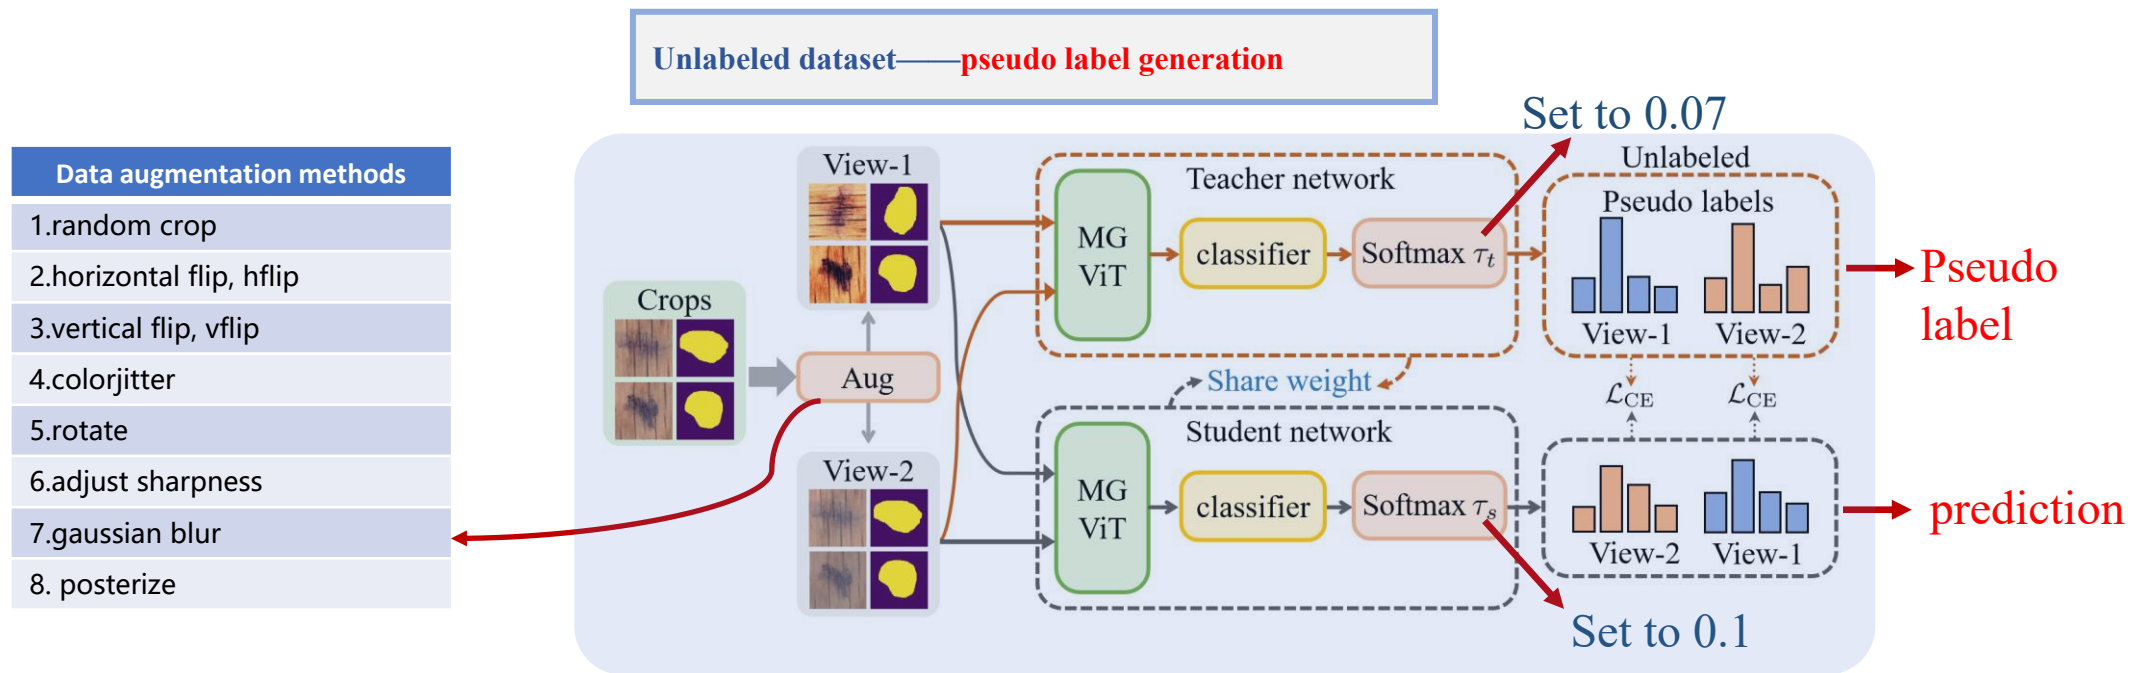 Unlabeled dataset——pseudo label generation
Data augmentation methods
1.random crop
2.horizontal flip, hflip
3.vertical flip, vflip
4.colorjitter
5.rotate
6.adjust sharpness
7.gaussian blur
8. posterize
Crops
Aug
View-1
View-2
Teacher network
MG
ViT
classifier
Softmax τt
Set to 0.07
Share weight
Student network
MG
ViT
classifier
Softmax τs
Set to 0.1
Unlabeled
Pseudo labels
View-1 View-2
ℒCE ℒCE
View-2 View-1
Pseudo
label
prediction